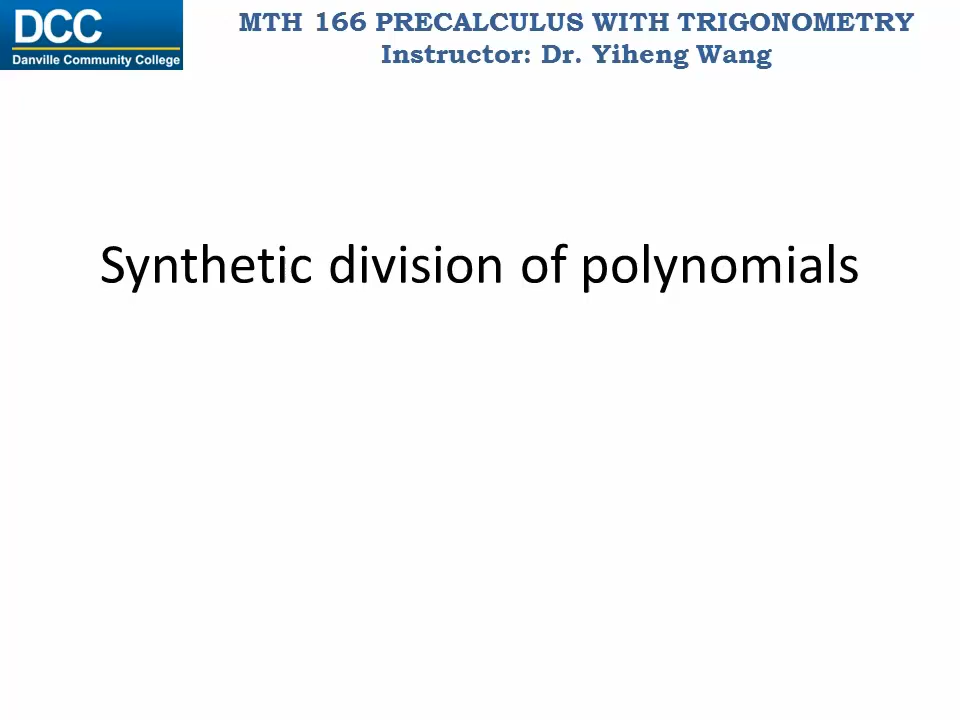 DCC
Danville Community College
MTH 166 PRECALCULUS WITH TRIGONOMETRY
Instructor: Dr. Yiheng Wang
Synthetic division of polynomials